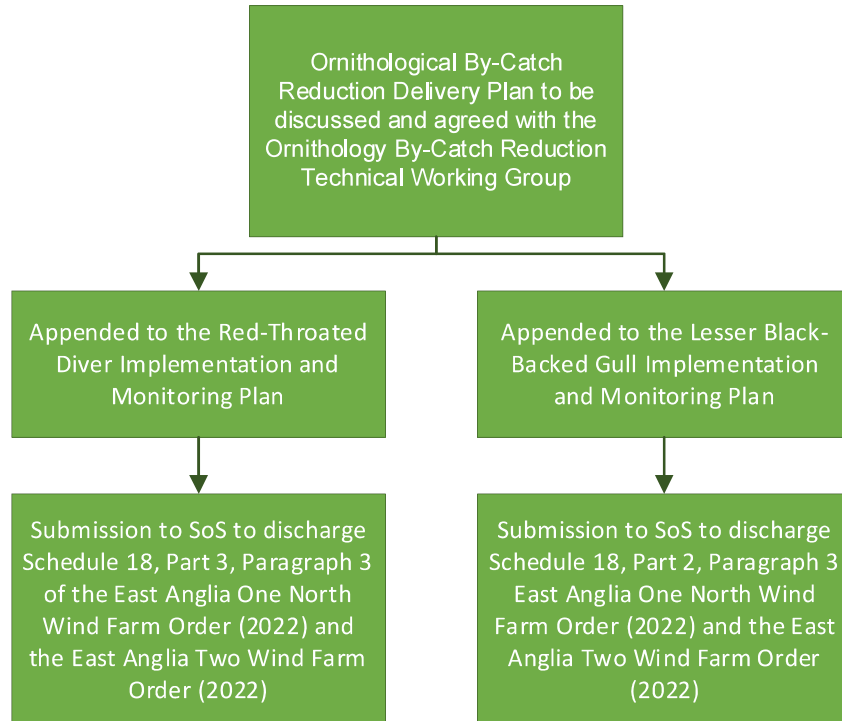 Ornithological By-Catch
Reduction Delivery Plan to be
discussed and agreed with the
Ornithology By-Catch Reduction
Technical Working Group
Appended to the Red-Throated
Diver Implementation and
Monitoring Plan
Appended to the Lesser Black-
Backed Gull Implementation
and Monitoring Plan
Submission to SoS to discharge
Schedule 18, Part 3, Paragraph 3
of the East Anglia One North
Wind Farm Order (2022) and
the East Anglia Two Wind Farm
Order (2022)
Submission to SoS to discharge
Schedule 18, Part 2, Paragraph 3
East Anglia One North Wind
Farm Order (2022) and the East
Anglia Two Wind Farm Order
(2022)